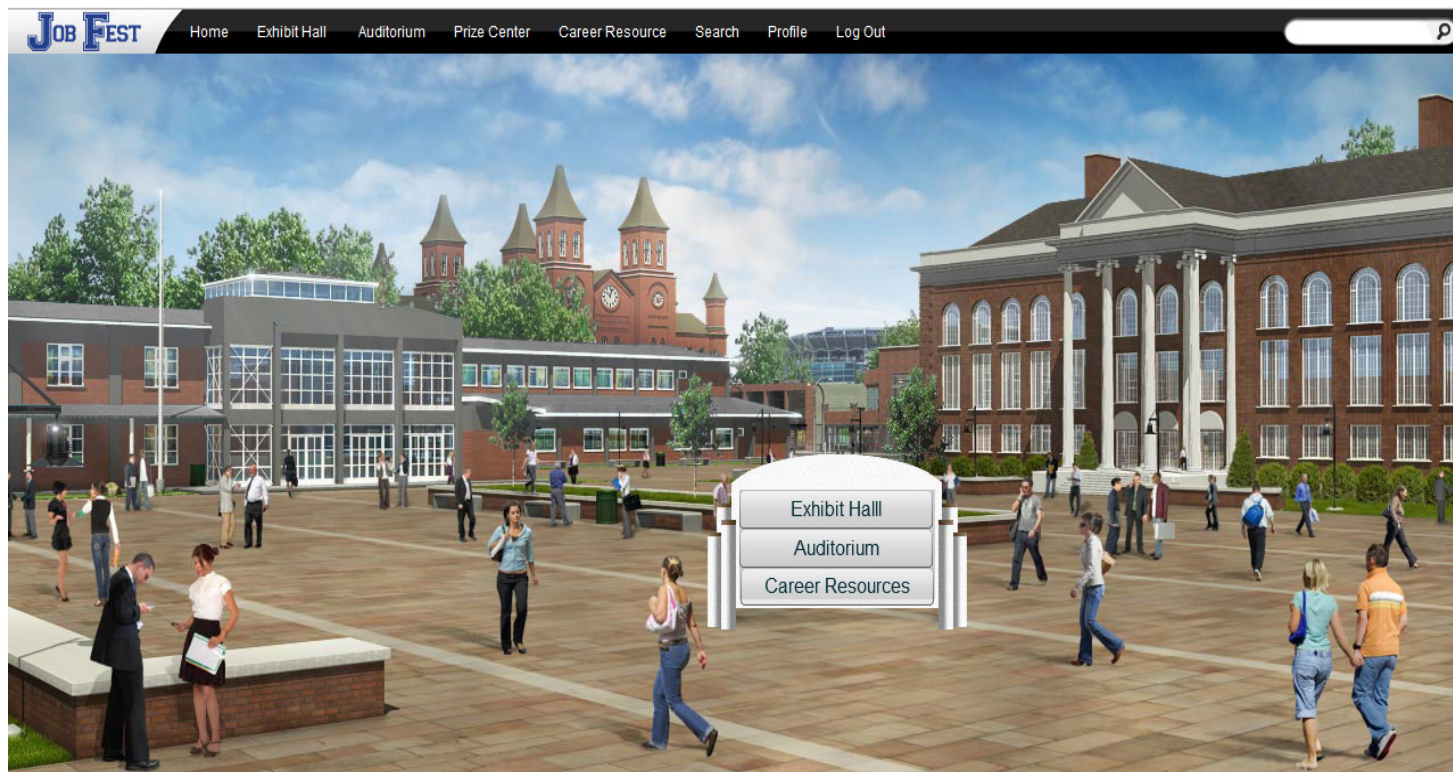 JOB FEST
Home Exhibit Hall Auditorium Prize Center Career Resource Search Profile Log Out
Exhibit Halll
Auditorium
Career Resources